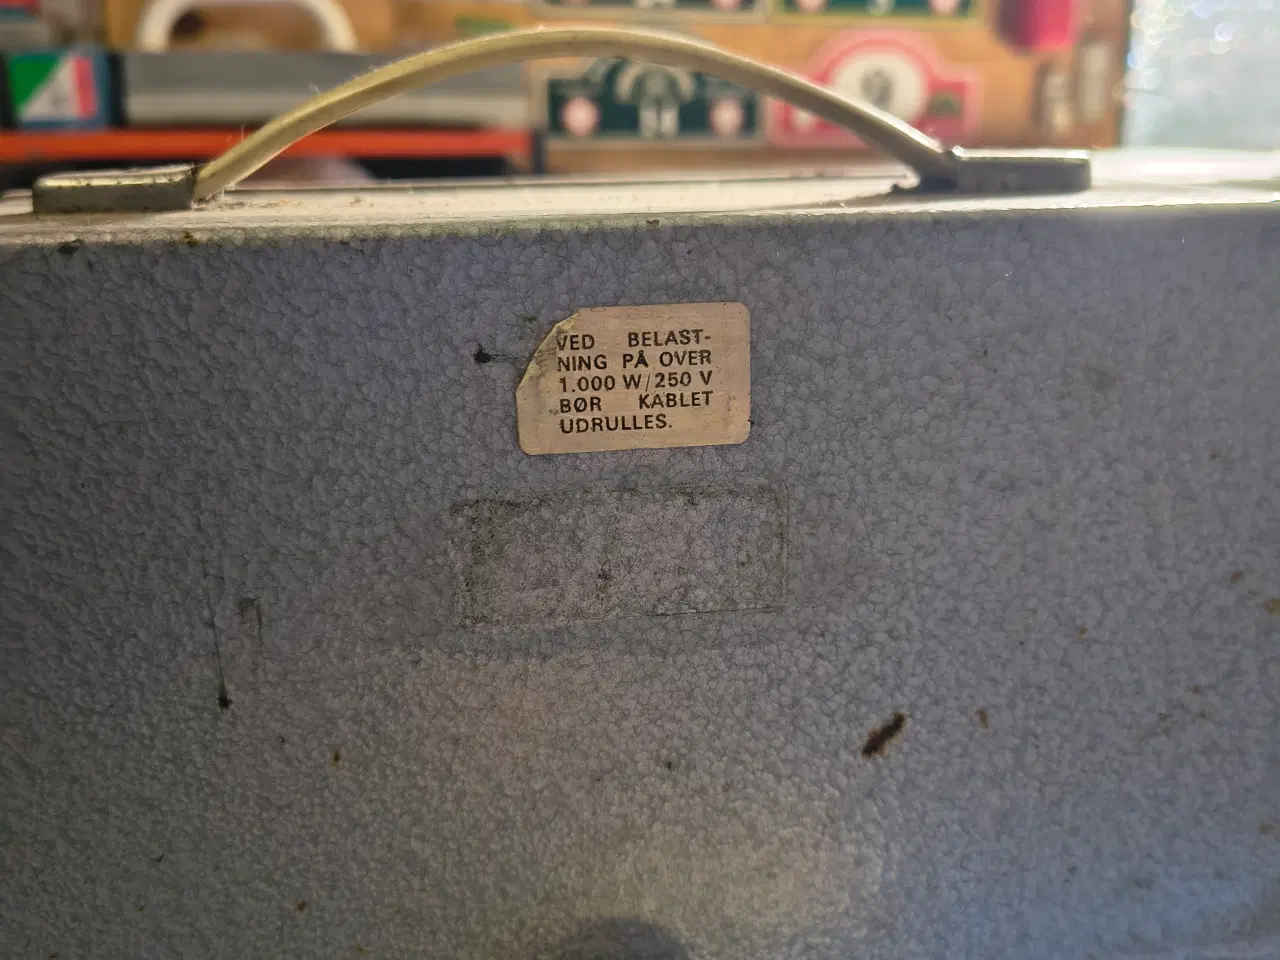 VED BELAST-
NING PÅ OVER
1.000 W/250 V
BØR KABLET
UDRULLES.